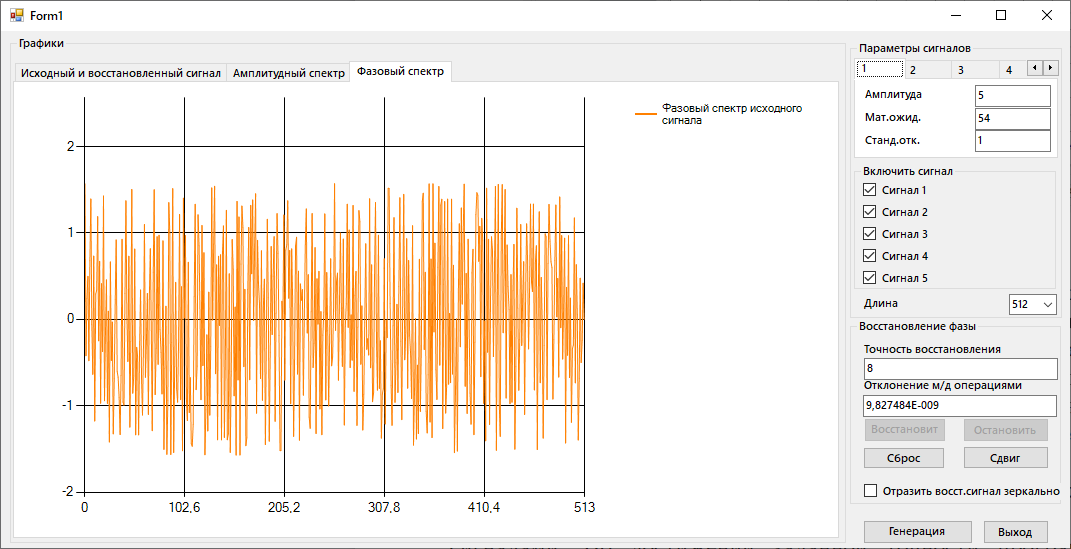 Form1
Графики
Исходный и восстановленный сигнал
Амплитудный спектр
Фазовый спектр
Фазовый спектр исходного
сигнала
2
1
0
-1
-2
0
102,6
205,2
307,8
410,4
513
Параметры сигналов
1
2
3
4
Амплитуда
5
Мат.ожид.
54
Станд.отк.
1
Включить сигнал
Сигнал 1
Сигнал 2
Сигнал 3
Сигнал 4
Сигнал 5
Длина
512
Восстановление фазы
Точность восстановления
8
Отклонение м/д операциями
9,827484E-009
Восстановит
Остановить
Сброс
Сдвиг
Отразить восст.сигнал зеркально
Генерация
Выход